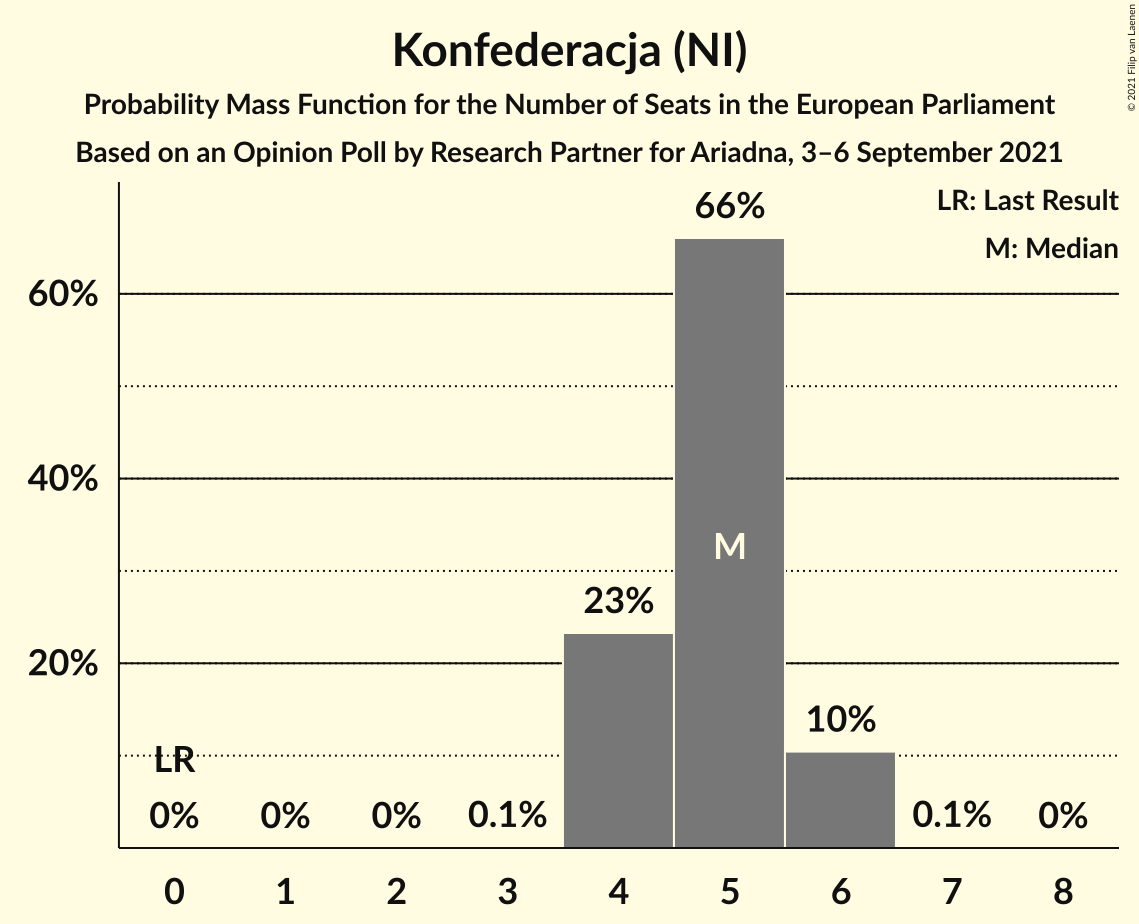 Konfederacja (NI)
Probability Mass Function for the Number of Seats in the European Parliament
Based on an Opinion Poll by Research Partner for Ariadna, 3–6 September 2021
© 2021 Filip van Laenen
LR: Last Result
M: Median
66%
60%
40%
M
23%
20%
10%
LR
0%
0%
0%
0.1%
0.1%
0%
0 1 2 3 4 5 6 7 8